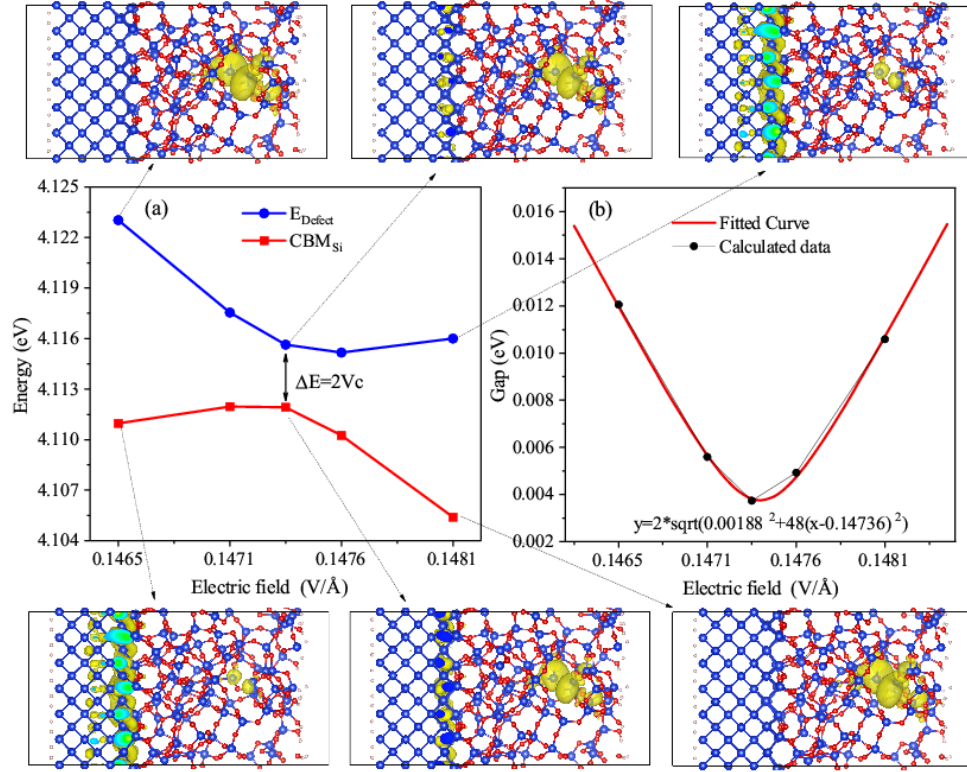 (a)
E_Defect
CBM_Si
ΔE=2Vc
4.125
4.122
4.119
4.116
4.113
4.110
4.107
4.104
Energy (eV)
0.1465 0.1471 0.1476 0.1481
Electric field (V/Å)
(b)
Fitted Curve
Calculated data
0.016
0.014
0.012
0.010
0.008
0.006
0.004
0.002
Gap (eV)
y=2*sqrt(0.00188²+48(x-0.14736)²)
0.1465 0.1471 0.1476 0.1481
Electric field (V/Å)